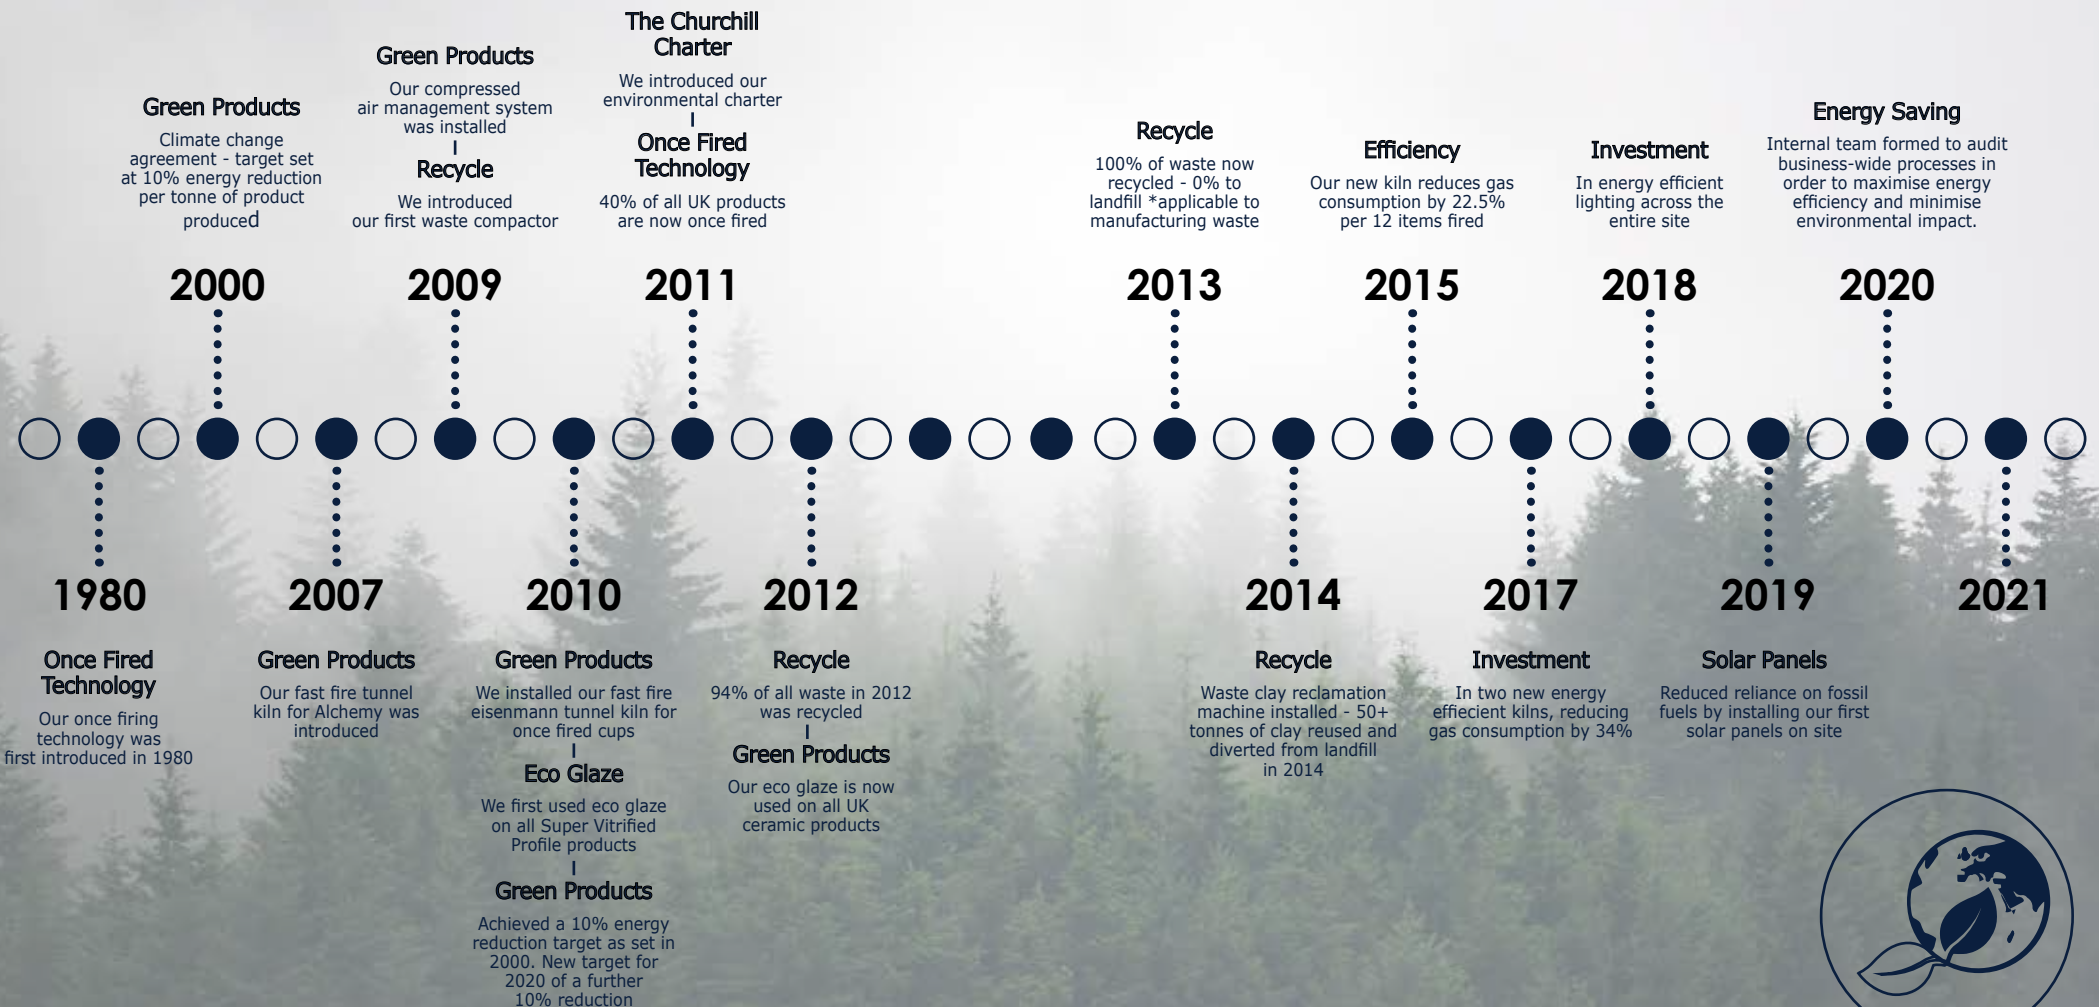 Green Products
Climate change
agreement - target set
at 10% energy reduction
per tonne of product
produced
2000
Green Products
Our compressed
air management system
was installed
Recycle
We introduced
our first waste compactor
2009
The Churchill
Charter
We introduced our
environmental charter
Once Fired
Technology
40% of all UK products
are now once fired
2011
Recycle
100% of waste now
recycled - 0% to
landfill *applicable to
manufacturing waste
2013
Efficiency
Our new kiln reduces gas
consumption by 22.5%
per 12 items fired
2015
Investment
In energy efficient
lighting across the
entire site
2018
Energy Saving
Internal team formed to audit
business-wide processes in
order to maximise energy
efficiency and minimise
environmental impact.
2020
1980
Once Fired
Technology
Our once firing
technology was
first introduced in 1980
2007
Green Products
Our fast fire tunnel
kiln for Alchemy was
introduced
2010
Green Products
We installed our fast fire
eisenmann tunnel kiln for
once fired cups
Eco Glaze
We first used eco glaze
on all Super Vitrified
Profile products
Green Products
Achieved a 10% energy
reduction target as set in
2000. New target for
2020 of a further
10% reduction
2012
Recycle
94% of all waste in 2012
was recycled
Green Products
Our eco glaze is now
used on all UK
ceramic products
2014
Recycle
Waste clay reclamation
machine installed - 50+
tonnes of clay reused and
diverted from landfill
in 2014
2017
Investment
In two new energy
effiecient kilns, reducing
gas consumption by 34%
2019
Solar Panels
Reduced reliance on fossil
fuels by installing our first
solar panels on site
2021